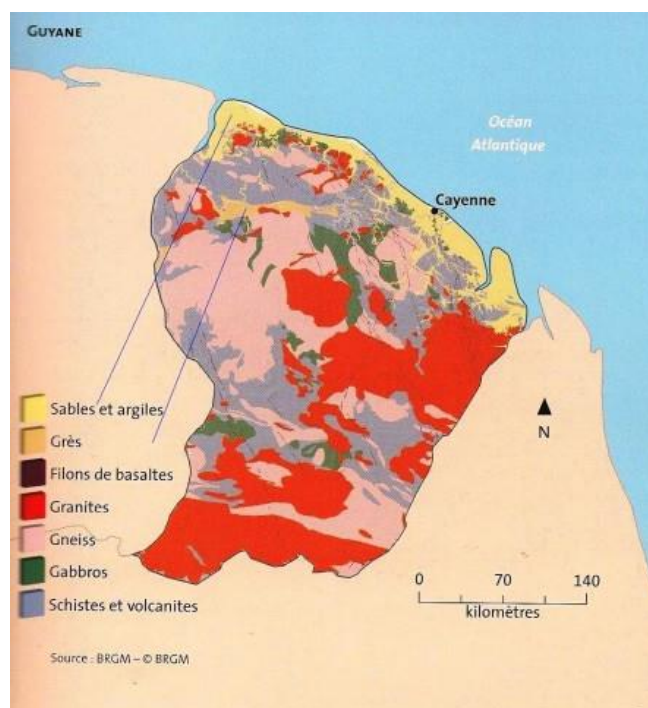 GUYANE
Océan
Atlantique
Cayenne
Sables et argiles
Grès
Filons de basaltes
Granites
Gneiss
Gabbros
Schistes et volcanites
N
0 70 140
kilomètres
Source : BRGM – © BRGM